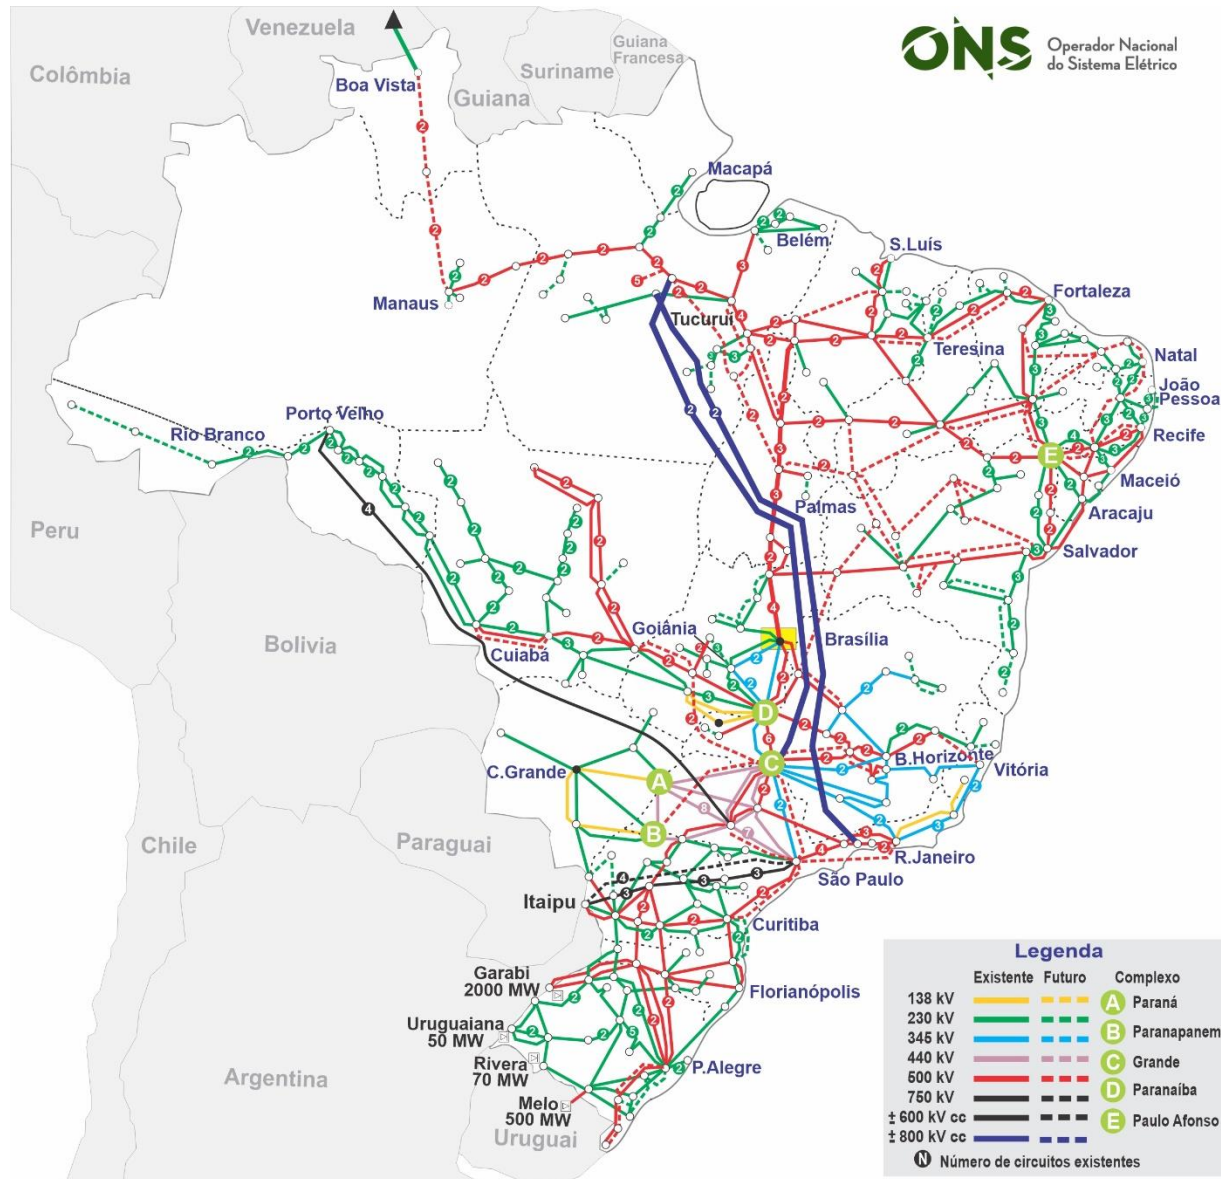 ONS
Operador Nacional
do Sistema Elétrico
Venezuela
Guiana
Francesa
Suriname
Colômbia
Boa Vista
Guiana
Macapá
Belém
S.Luís
Manaus
Fortaleza
Tucuruí
Teresina
Natal
João
Pessoa
Porto Velho
Rio Branco
Recife
E
Maceió
Palmas
Aracaju
Peru
Salvador
Goiânia
Brasília
Bolivia
Cuiabá
D
B.Horizonte
C
C.Grande
Vitória
A
B
Chile
Paraguai
R.Janeiro
São Paulo
Itaipu
Curitiba
Garabi
2000 MW
Florianópolis
Uruguaiana
50 MW
Rivera
70 MW
P.Alegre
Argentina
Melo
500 MW
Uruguai
Legenda
Existente Futuro Complexo
138 kV A Paraná
230 kV
345 kV B Paranapanem
440 kV C Grande
500 kV D Paranaíba
750 kV
± 600 kV cc E Paulo Afonso
± 800 kV cc
N Número de circuitos existentes